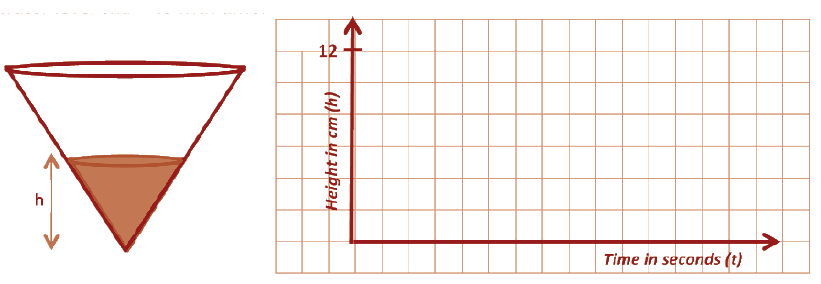 12
Height in cm (h)
h
Time in seconds (t)